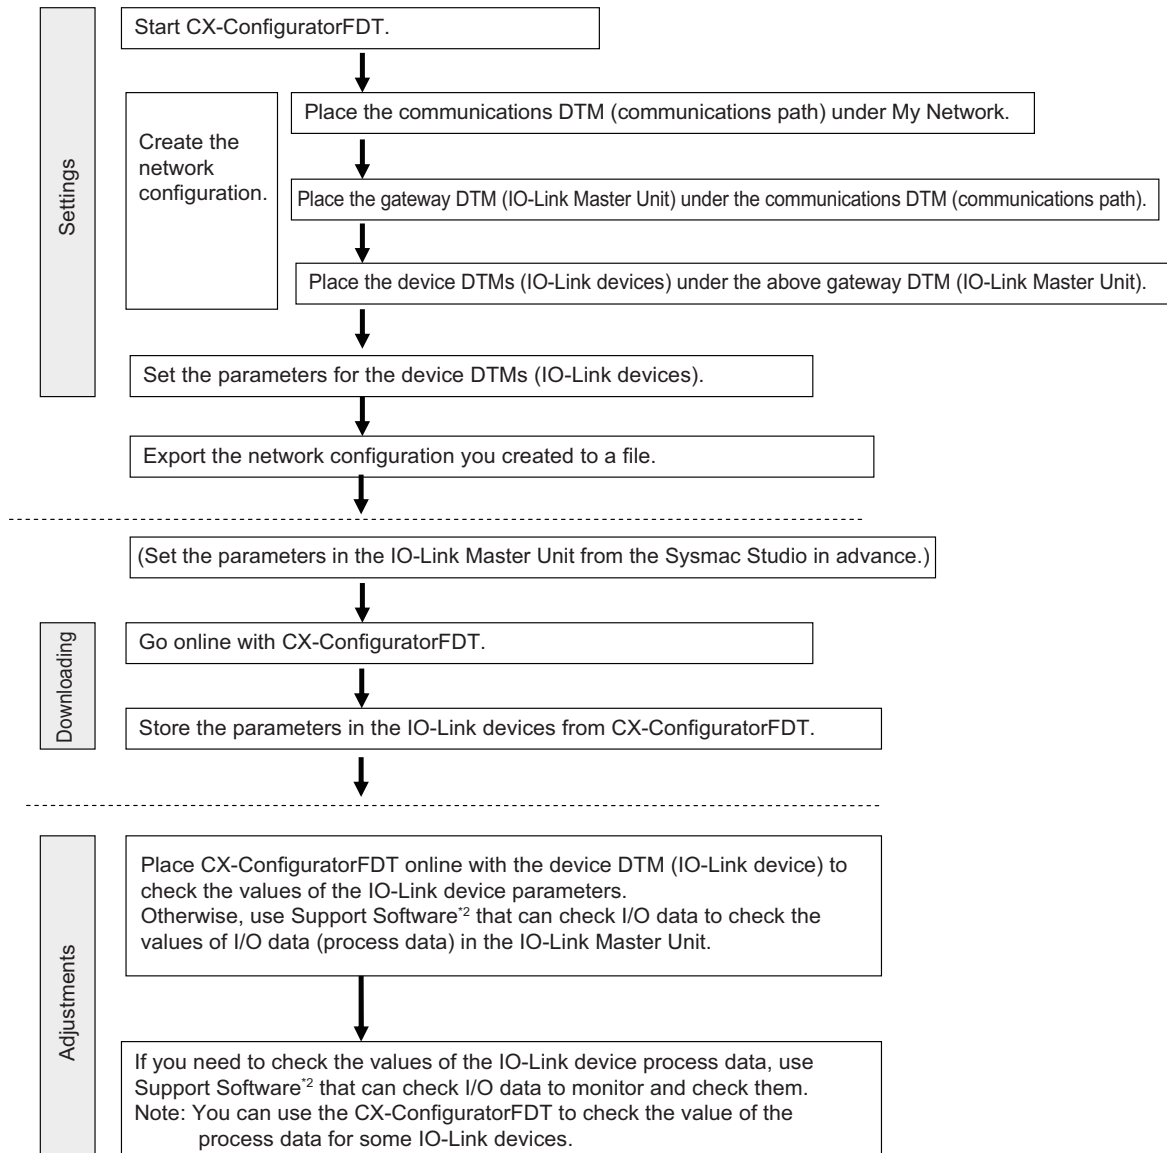 Settings
Start CX-ConfiguratorFDT.
Create the
network
configuration.
Place the communications DTM (communications path) under My Network.
Place the gateway DTM (IO-Link Master Unit) under the communications DTM (communications path).
Place the device DTMs (IO-Link devices) under the above gateway DTM (IO-Link Master Unit).
Set the parameters for the device DTMs (IO-Link devices).
Export the network configuration you created to a file.
(Set the parameters in the IO-Link Master Unit from the Sysmac Studio in advance.)
Downloading
Go online with CX-ConfiguratorFDT.
Store the parameters in the IO-Link devices from CX-ConfiguratorFDT.
Adjustments
Place CX-ConfiguratorFDT online with the device DTM (IO-Link device) to
check the values of the IO-Link device parameters.
Otherwise, use Support Software*2 that can check I/O data to check the
values of I/O data (process data) in the IO-Link Master Unit.
If you need to check the values of the IO-Link device process data, use
Support Software*2 that can check I/O data to monitor and check them.
Note: You can use the CX-ConfiguratorFDT to check the value of the
process data for some IO-Link devices.